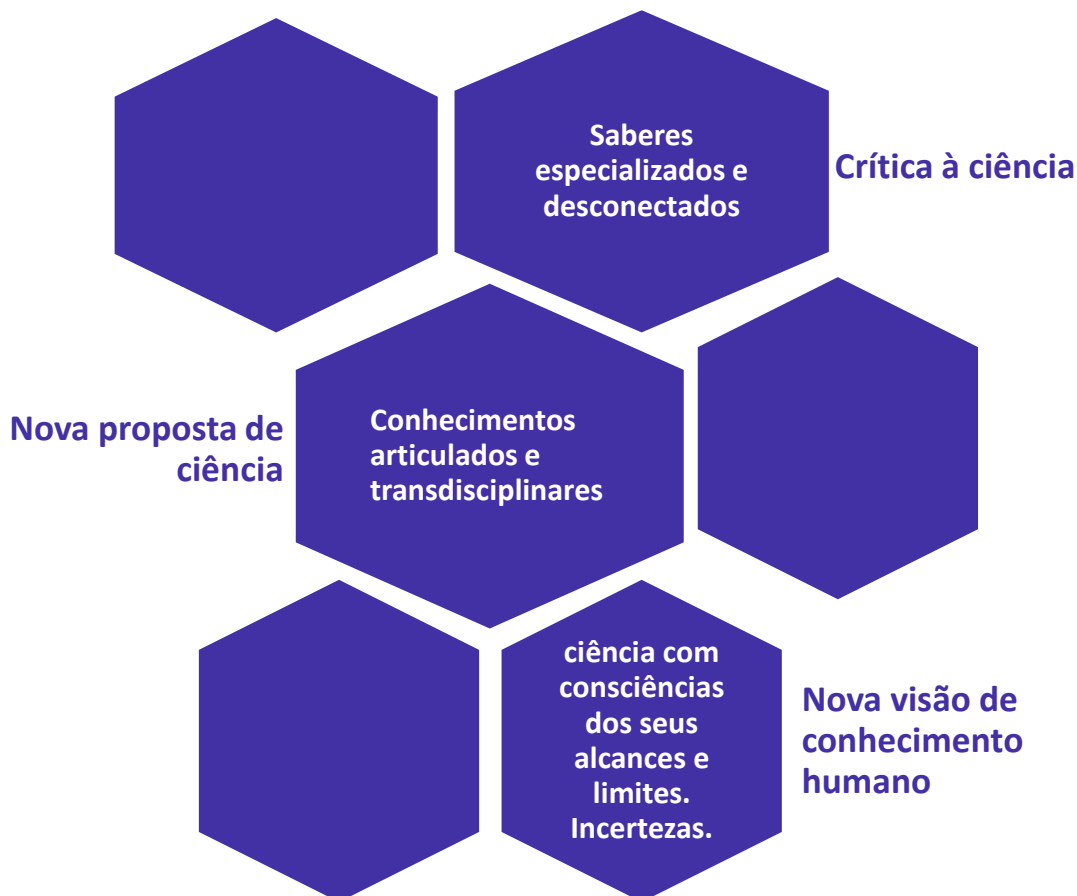 Saberes
especializados e
desconectados
Crítica à ciência
Nova proposta de
ciência
Conhecimentos
articulados e
transdisciplinares
ciência com
consciências
dos seus
alcances e
limites.
Incertezas.
Nova visão de
conhecimento
humano